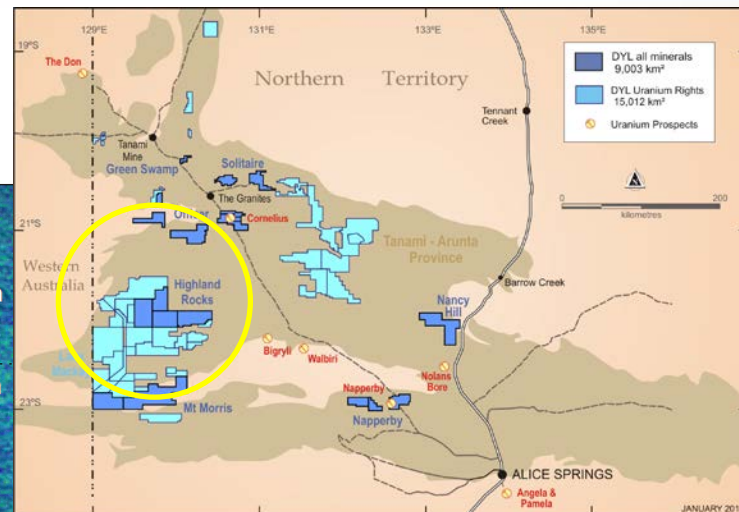 129°E
131°E
133°E
135°E
19°S
The Don
Northern Territory
DYL all minerals
9,003 km²
DYL Uranium Rights
15,012 km²
Uranium Prospects
Tennant
Creek
Tanami
Mine
Green Swamp
Solitaire
The Granites
Cornelius
21°S
0
200
kilometres
Tanami - Arunta
Province
Western
Australia
Highland
Rocks
Barrow Creek
Nancy
Hill
Bigryli
Walbiri
Nolans
Bore
Napperby
23°S
Mt Morris
Napperby
ALICE SPRINGS
Angela &
Pamela